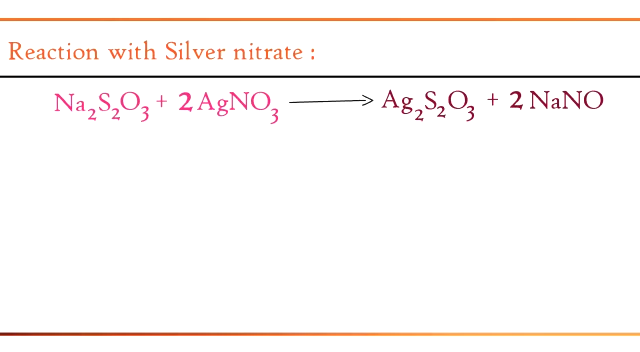 Reaction with Silver nitrate :
Na₂S₂O₃ + 2 AgNO₃ ⟶ Ag₂S₂O₃ + 2 NaNO